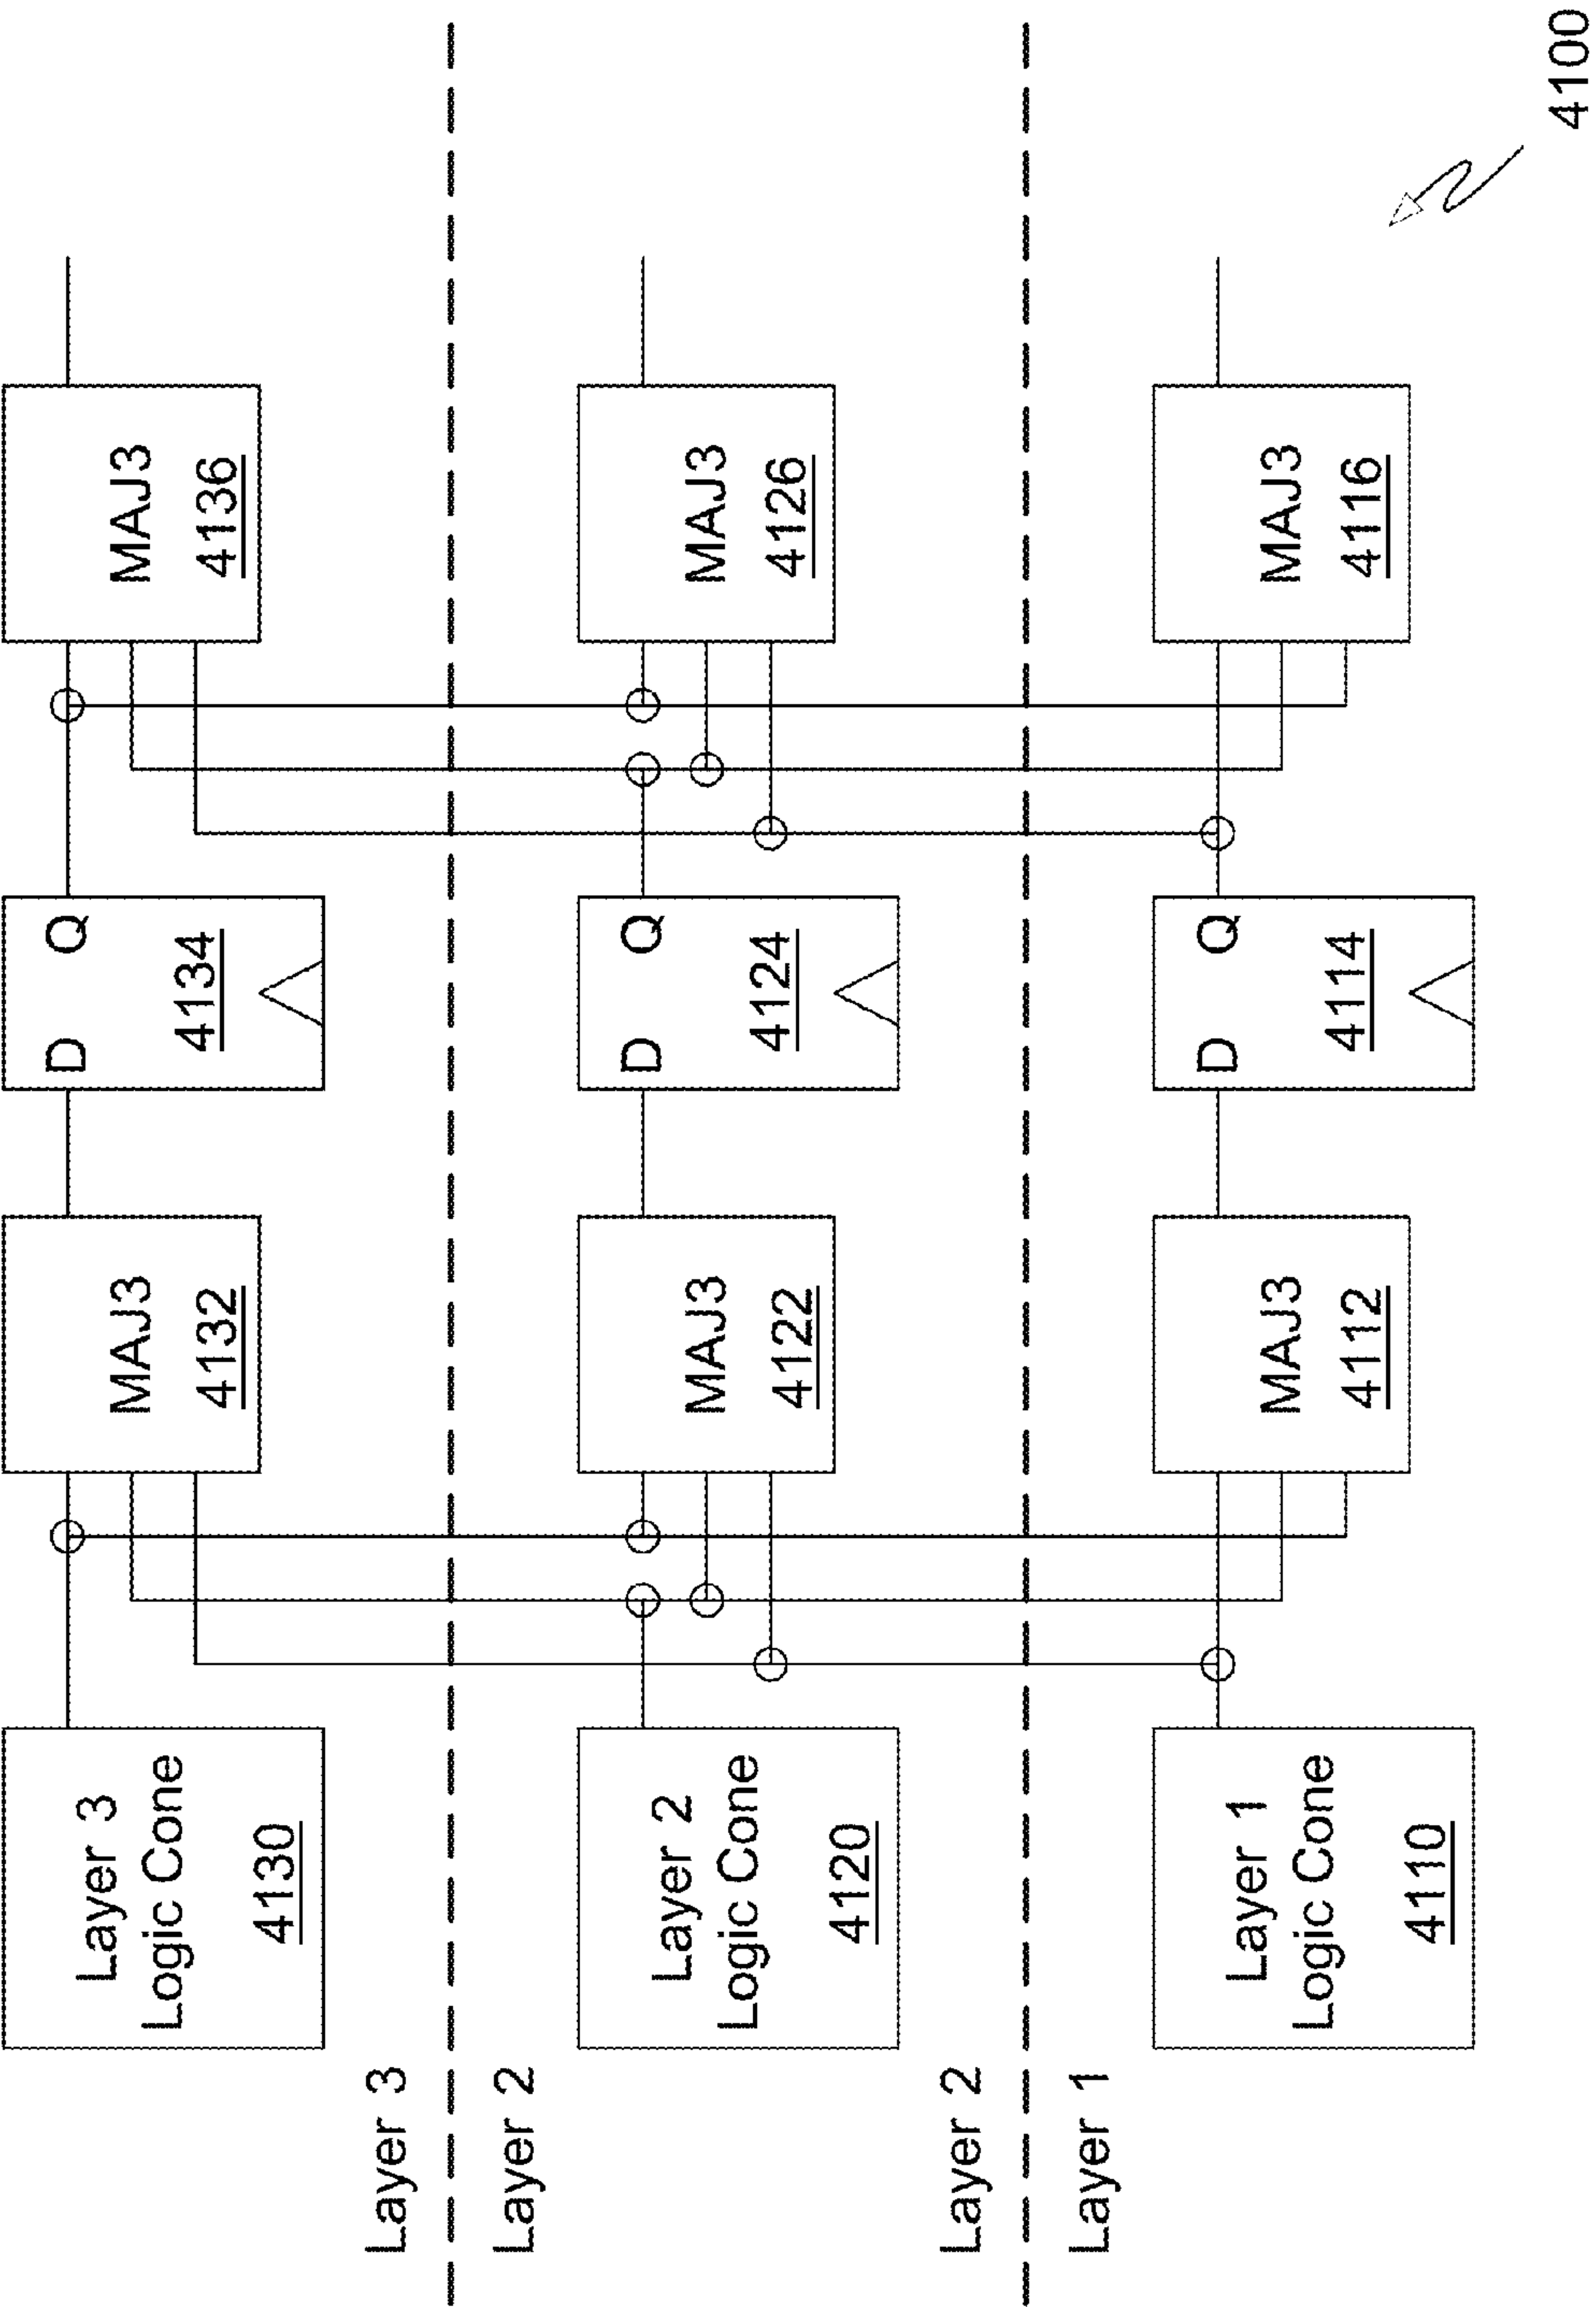 Layer 3
Logic Cone
4130
MAJ3
4132
D
Q
4134
MAJ3
4136
Layer 3
Layer 2
Layer 2
Logic Cone
4120
MAJ3
4122
D
Q
4124
MAJ3
4126
Layer 2
Layer 1
Layer 1
Logic Cone
4110
MAJ3
4112
D
Q
4114
MAJ3
4116
4100